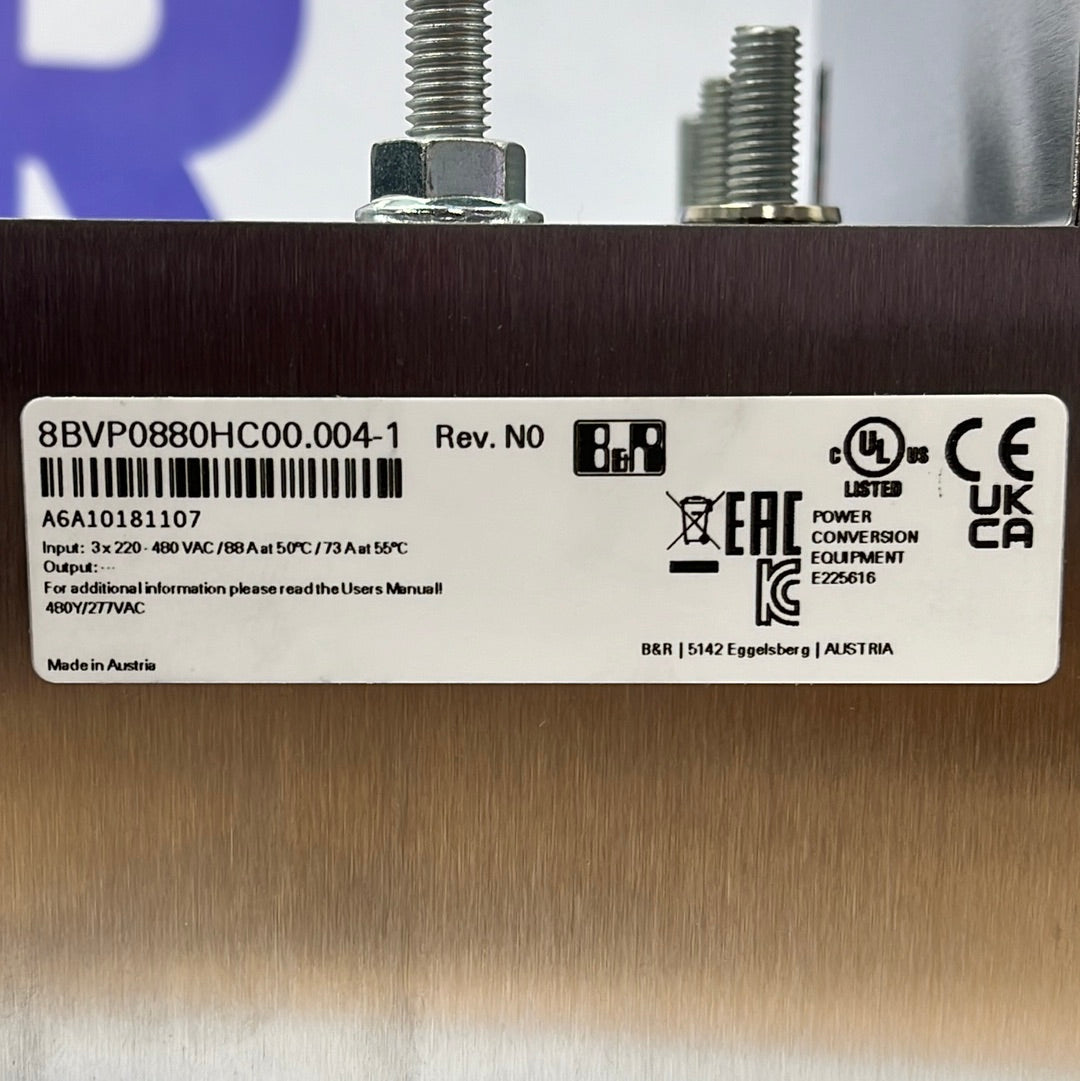 R
8BVP0880HC00.004-1 Rev. N0 B&R
A6A10181107
Input: 3 x 220 - 480 VAC / 88 A at 50°C / 73 A at 55°C
Output: ---
For additional information please read the Users Manual!
480Y/277VAC
Made in Austria
c UL US
LISTED
CE
UK
CA
EAC
POWER
CONVERSION
EQUIPMENT
E225616
KC
B&R | 5142 Eggelsberg | AUSTRIA